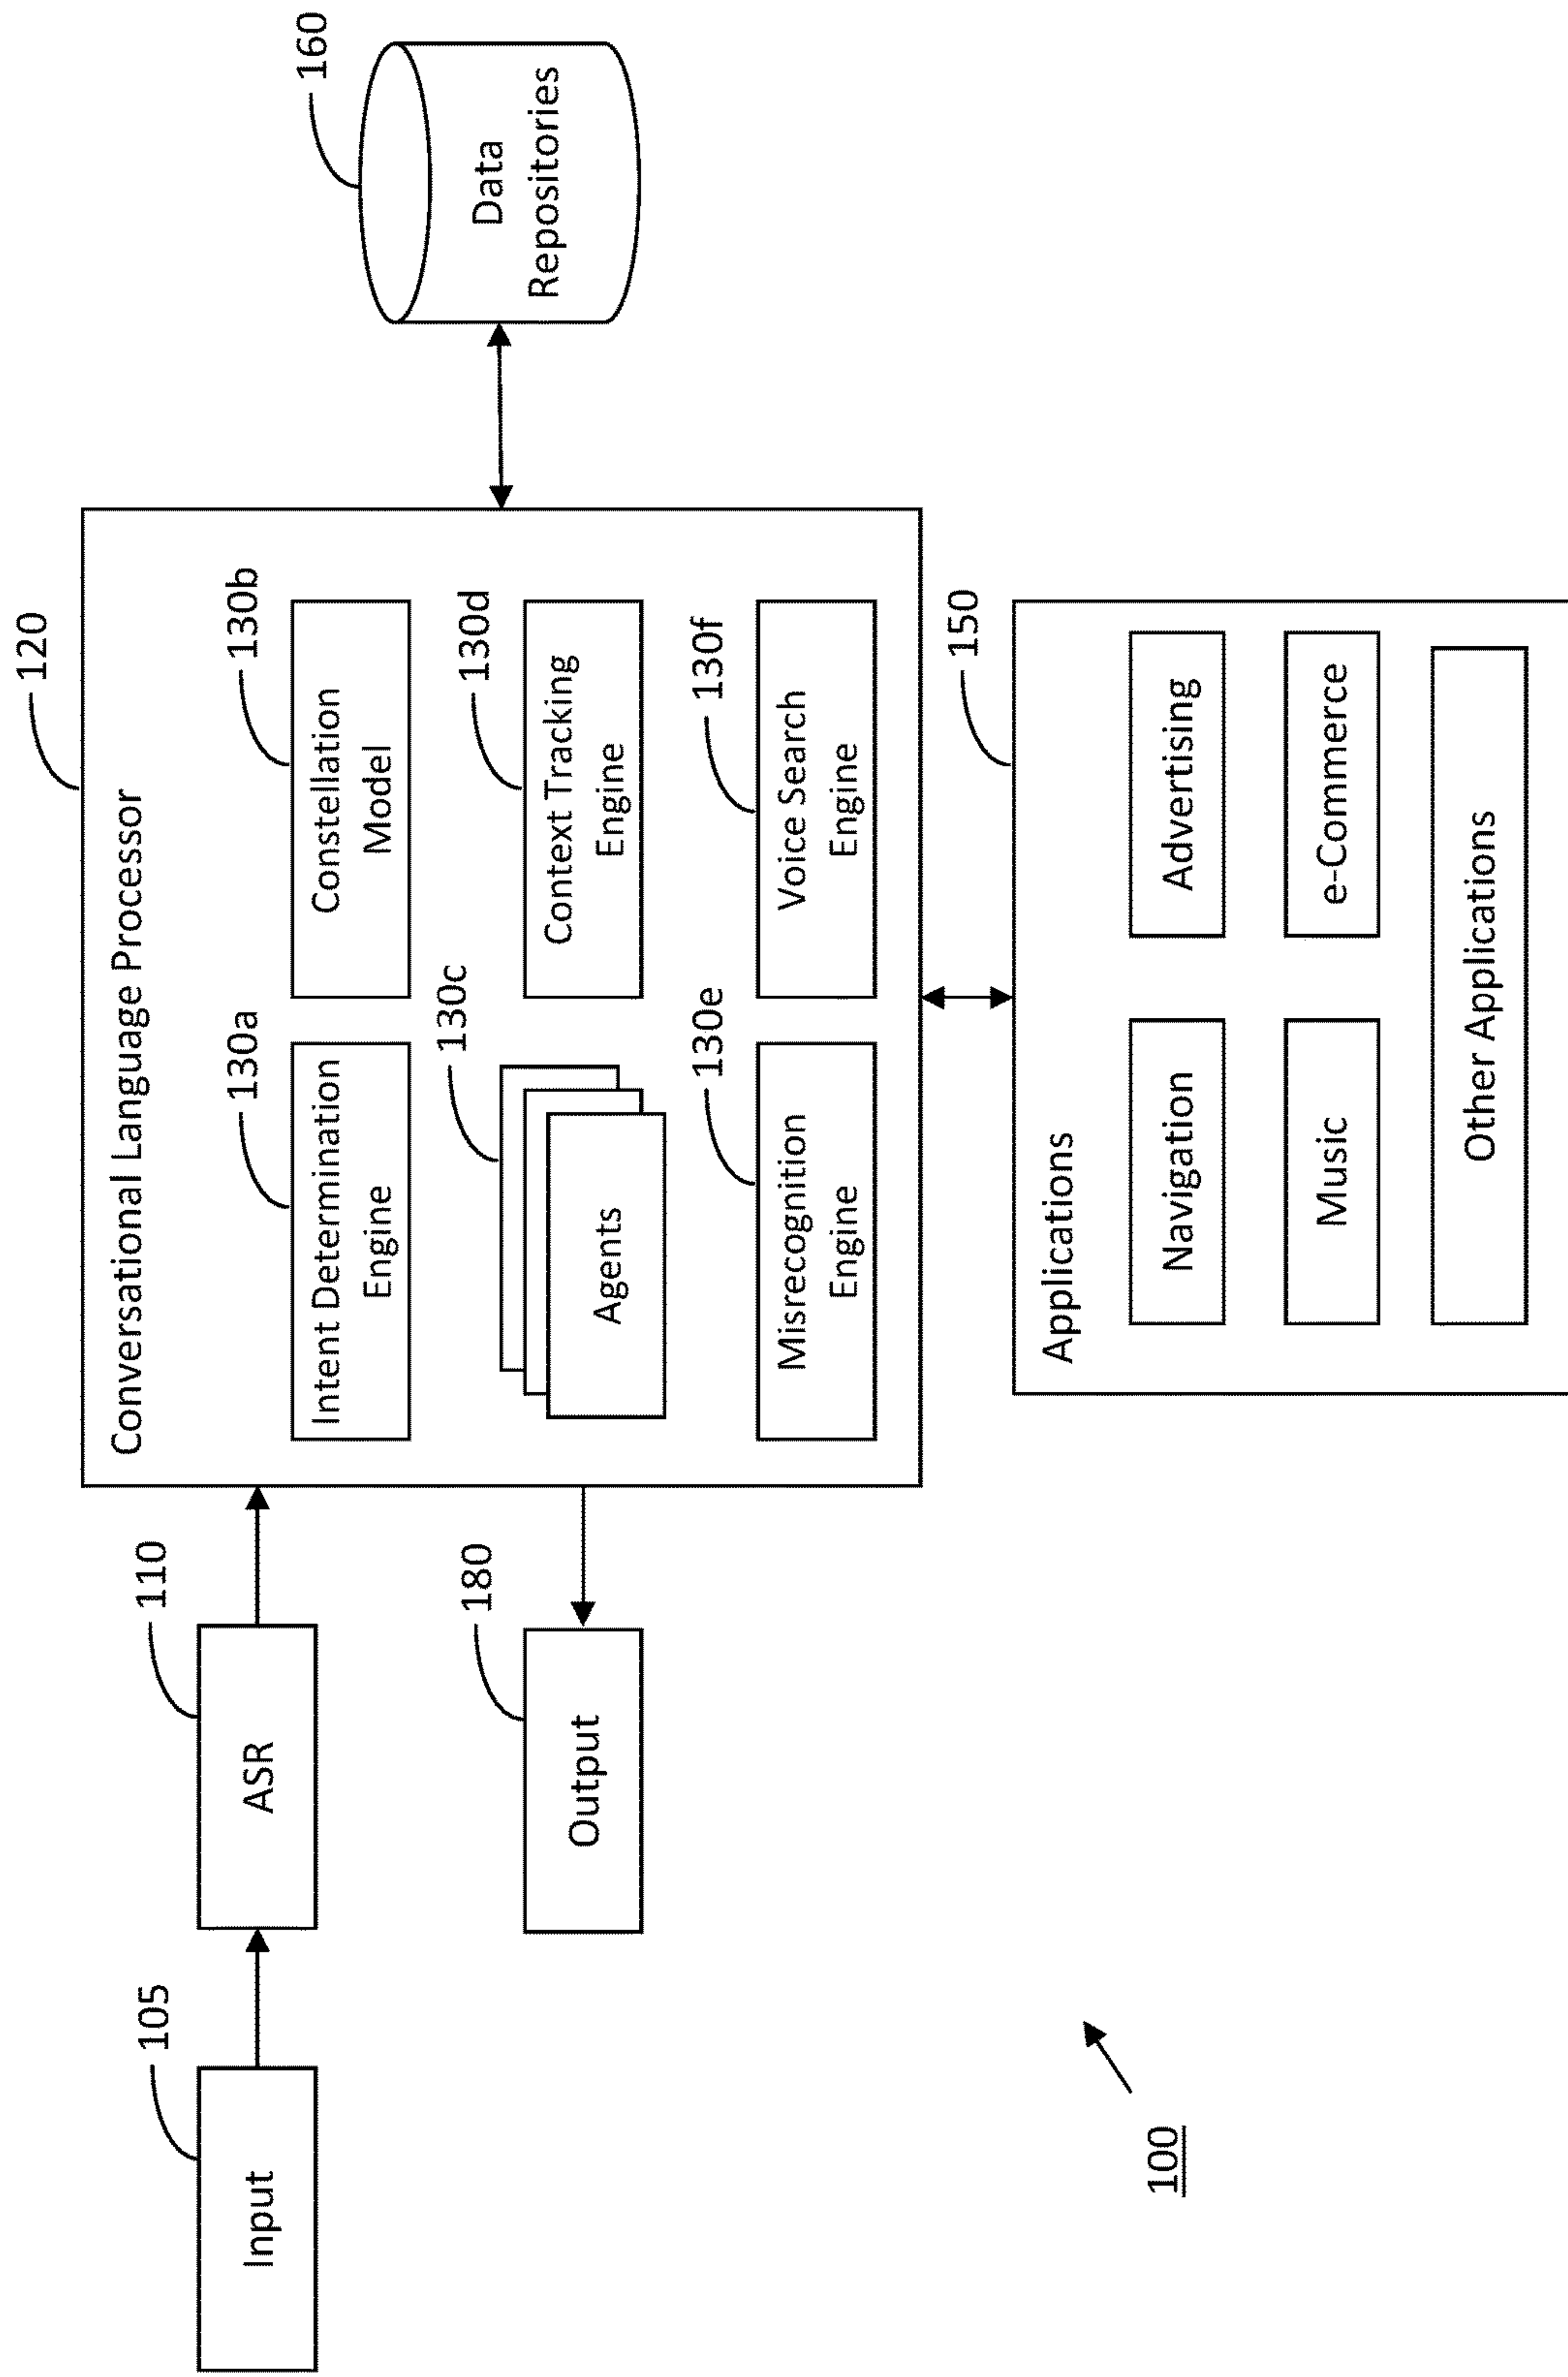 105
Input
110
ASR
180
Output
120
Conversational Language Processor
130a
Intent Determination
Engine
130b
Constellation
Model
130c
Agents
130d
Context Tracking
Engine
130e
Misrecognition
Engine
130f
Voice Search
Engine
160
Data
Repositories
150
Applications
Navigation
Advertising
Music
e-Commerce
Other Applications
100